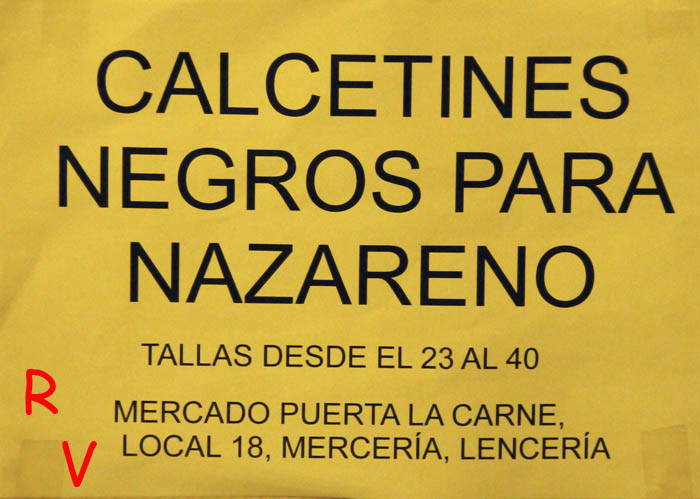 CALCETINES
NEGROS PARA
NAZARENO
TALLAS DESDE EL 23 AL 40
R
MERCADO PUERTA LA CARNE,
LOCAL 18, MERCERÍA, LENCERÍA
V